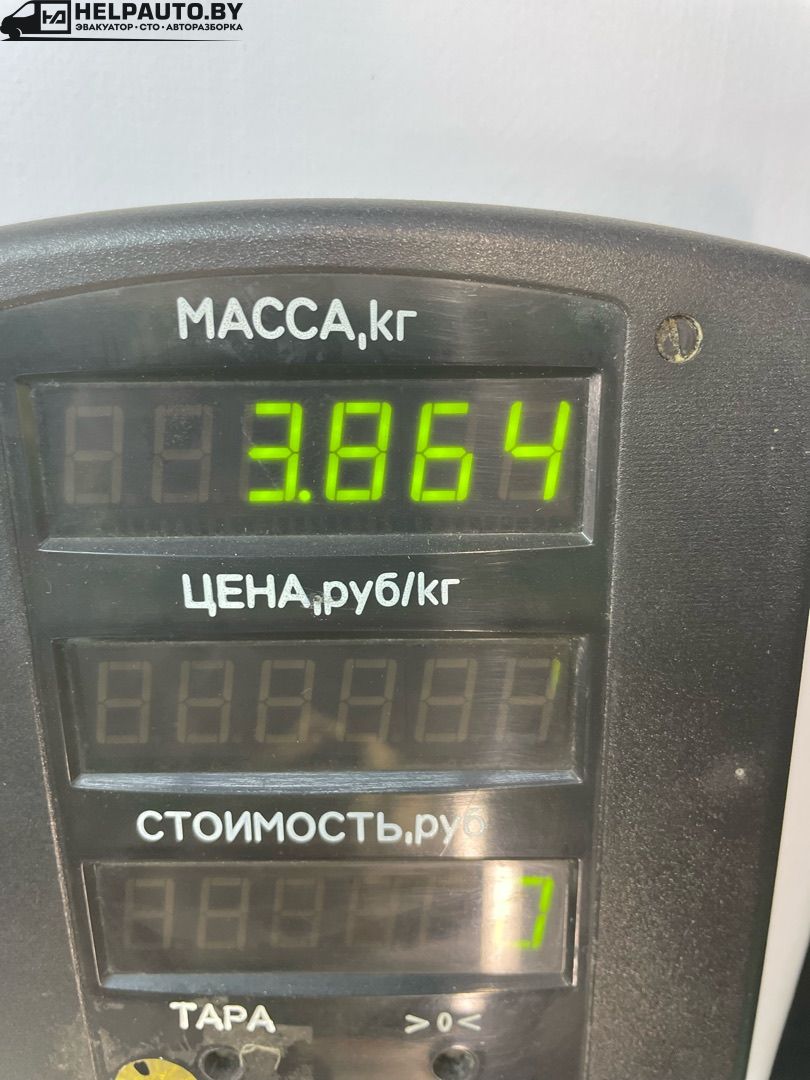 HELPAUTO.BY
ЭВАКУАТОР•СТО•АВТОРАЗБОРКА
МАССА,кг
3.864
ЦЕНА,руб/кг
СТОИМОСТЬ,руб
ТАРА
>0<